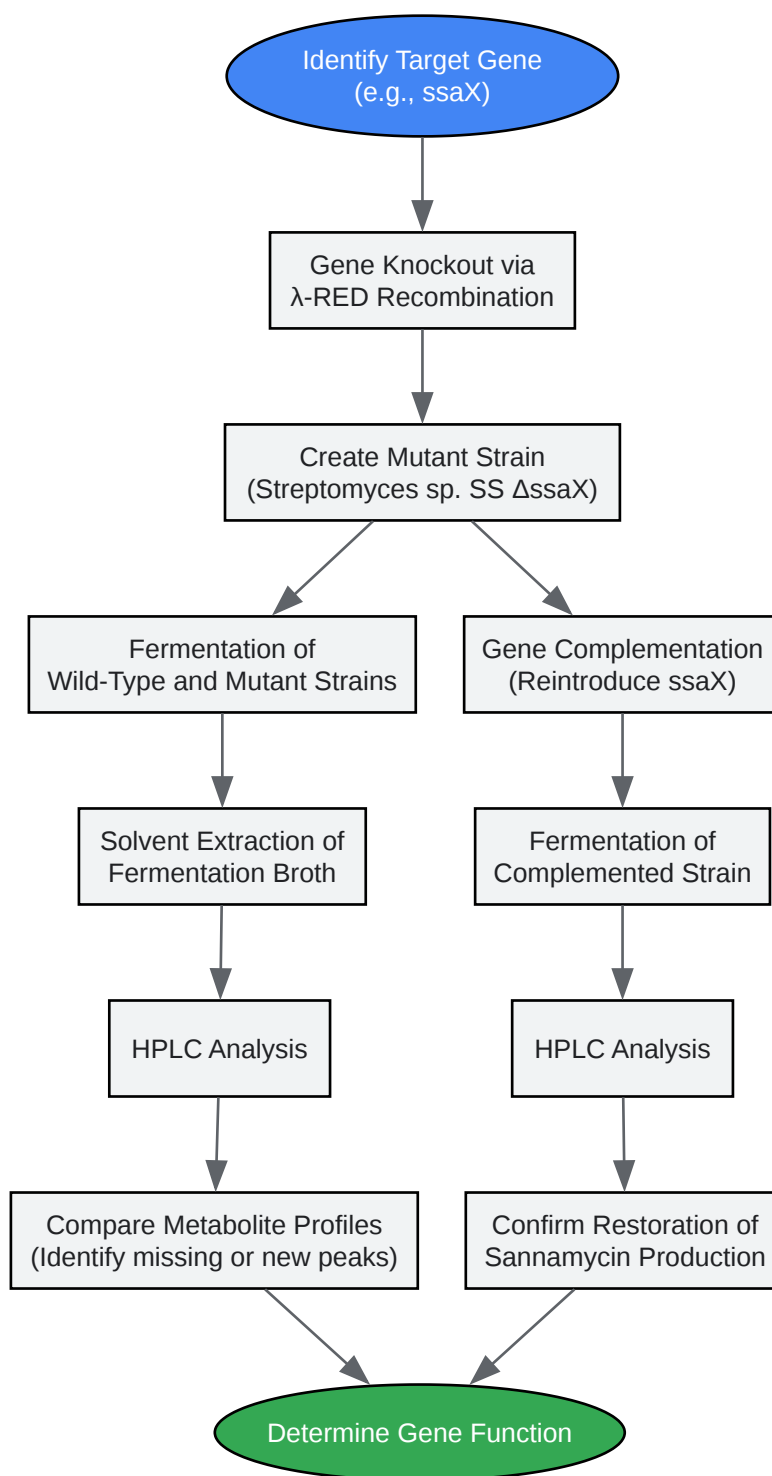 Identify Target Gene
(e.g., ssaX)
Gene Knockout via
λ-RED Recombination
Create Mutant Strain
(Streptomyces sp. SS ΔssaX)
Fermentation of
Wild-Type and Mutant Strains
Gene Complementation
(Reintroduce ssaX)
Solvent Extraction of
Fermentation Broth
Fermentation of
Complemented Strain
HPLC Analysis
HPLC Analysis
Compare Metabolite Profiles
(Identify missing or new peaks)
Confirm Restoration of
Sannamycin Production
Determine Gene Function